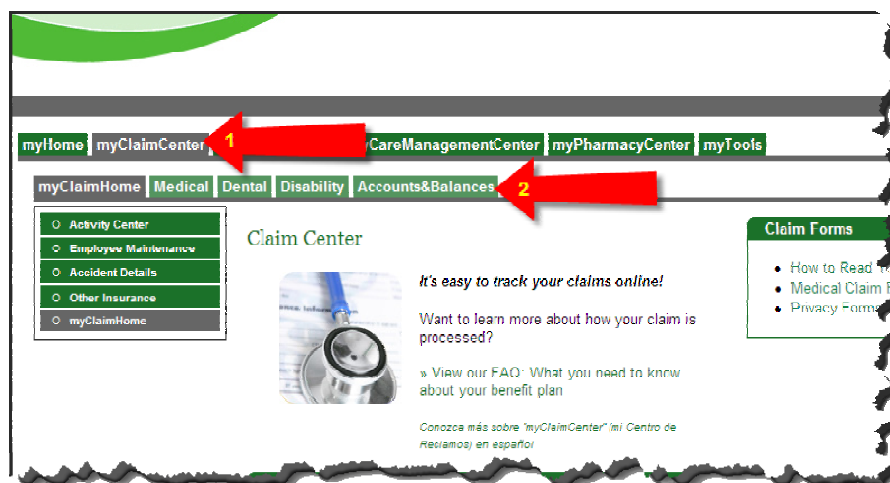 1
myHome myClaimCenter yCareManagementCenter myPharmacyCenter myTools
myClaimHome Medical Dental Disability Accounts&Balances 2
Activity Center
Employee Maintenance
Accident Details
Other Insurance
myClaimHome
Claim Center
It's easy to track your claims online!
Want to learn more about how your claim is
processed?
» View our FAQ: What you need to know
about your benefit plan
Conozca más sobre "myClaimCenter" (mi Centro de
Reclamos) en español
Claim Forms
How to Read
Medical Claim
Privacy Forms